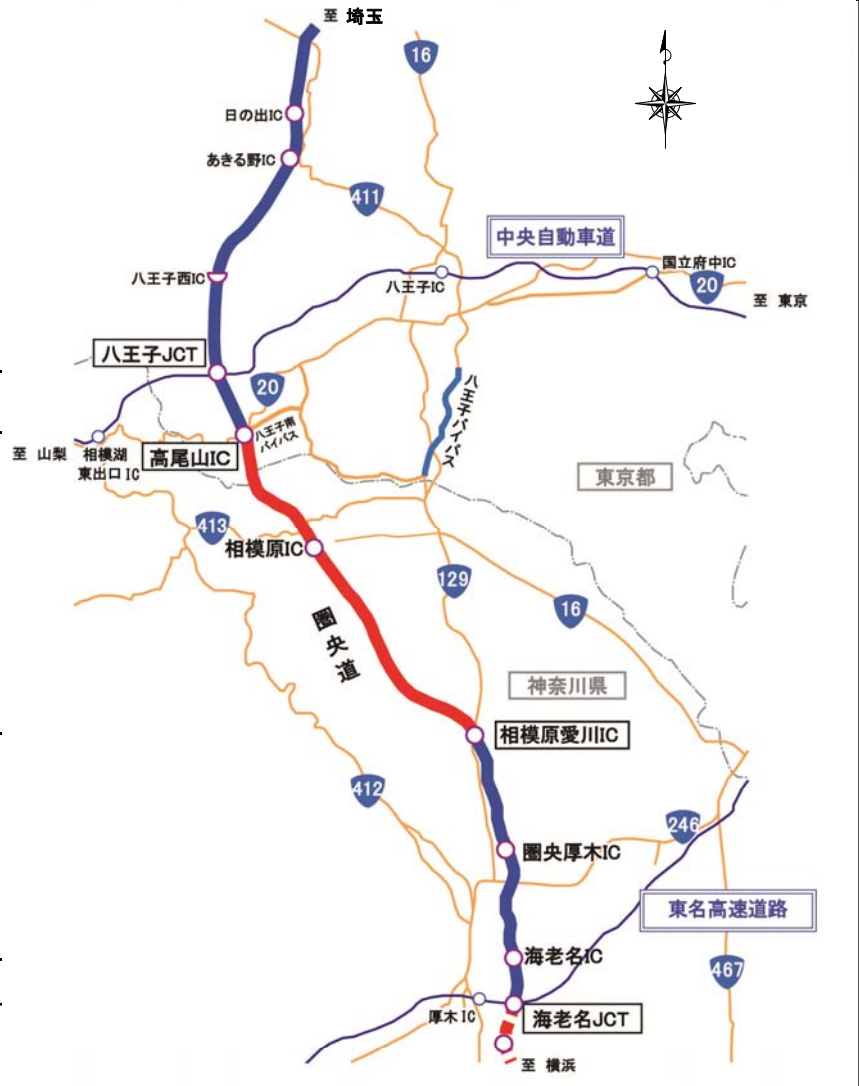 至 埼玉
16
日の出IC
あきる野IC
411
中央自動車道
国立府中IC
八王子西IC
八王子IC
20
至 東京
八王子JCT
20
八王子バイパス
八王子南
バイパス
至 山梨
相模湖
東出口IC
高尾山IC
東京都
413
相模原IC
129
16
圏央道
神奈川県
相模原愛川IC
412
246
圏央厚木IC
東名高速道路
海老名IC
467
厚木IC
海老名JCT
至 横浜